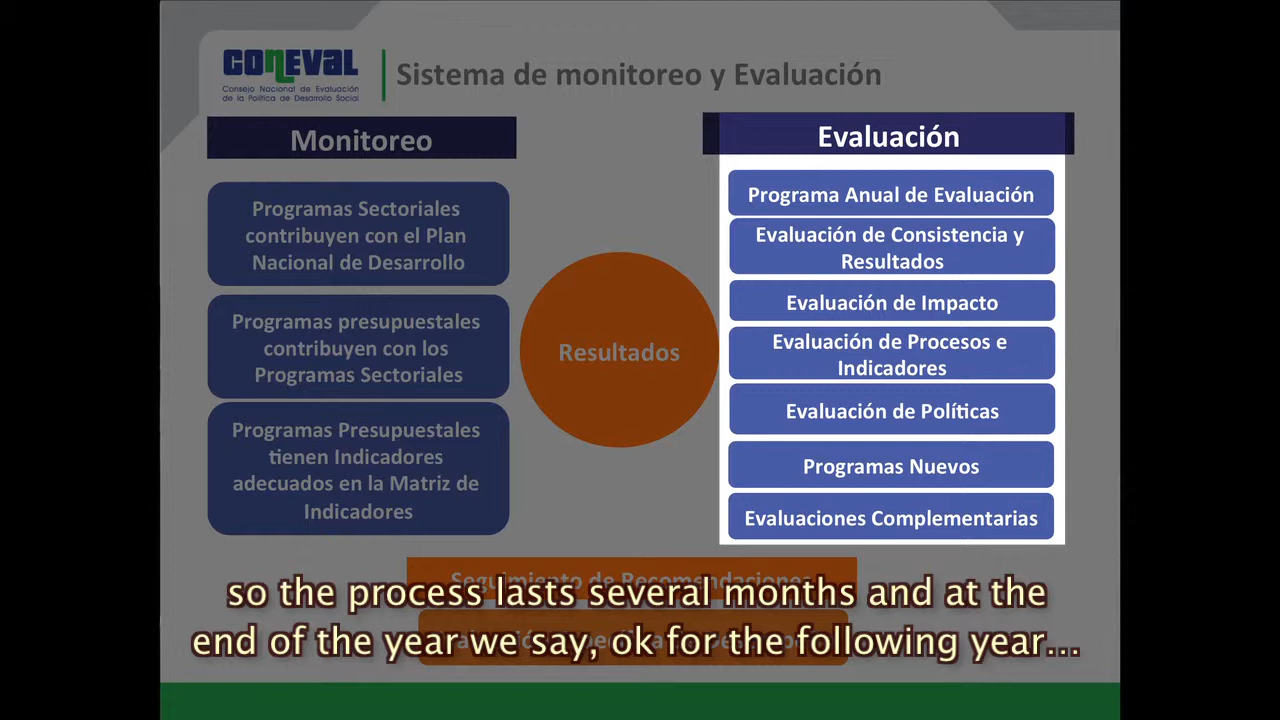 CONEVAL
Consejo Nacional de Evaluación
de la Política de Desarrollo Social
Sistema de monitoreo y Evaluación
Monitoreo
Programas Sectoriales
contribuyen con el Plan
Nacional de Desarrollo
Programas presupuestales
contribuyen con los
Programas Sectoriales
Programas Presupuestales
tienen Indicadores
adecuados en la Matriz de
Indicadores
Resultados
Evaluación
Programa Anual de Evaluación
Evaluación de Consistencia y
Resultados
Evaluación de Impacto
Evaluación de Procesos e
Indicadores
Evaluación de Políticas
Programas Nuevos
Evaluaciones Complementarias
Seguimiento de Recomendaciones
so the process lasts several months and at the
end of the year we say, ok for the following year...